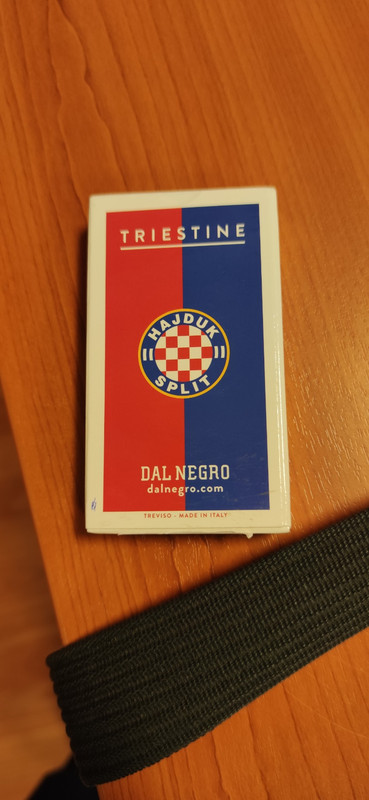 TRIESTINE
HAJDUK
SPLIT
DAL NEGRO
dalnegro.com
TREVISO - MADE IN ITALY